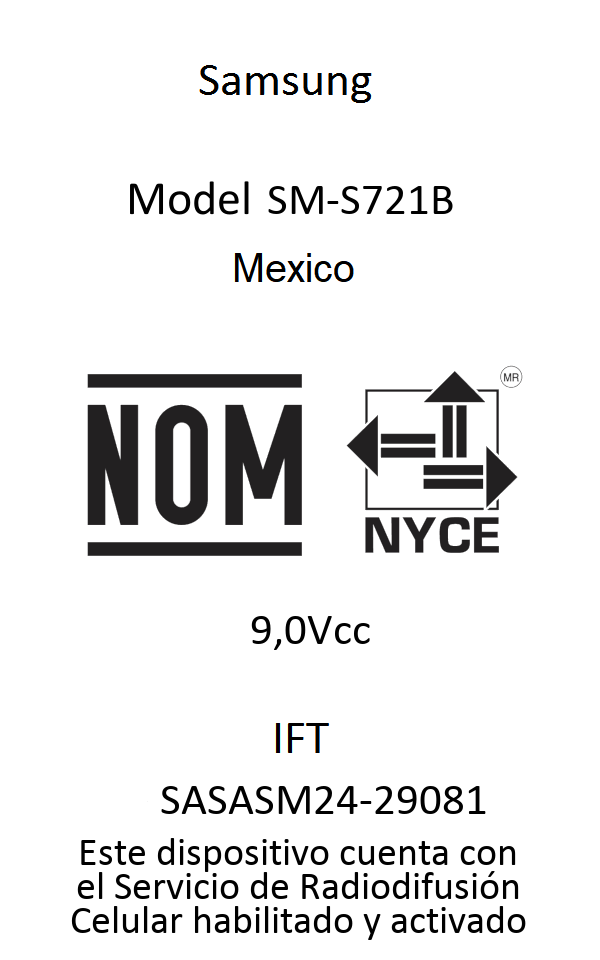 Samsung
Model SM-S721B
Mexico
MR
NOM
NYCE
9,0Vcc
IFT
SASASM24-29081
Este dispositivo cuenta con
el Servicio de Radiodifusión
Celular habilitado y activado